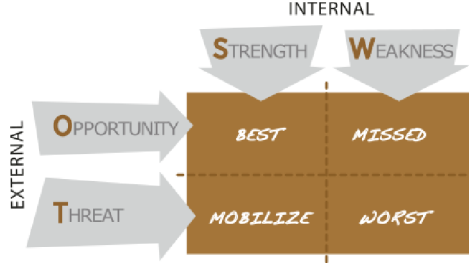 INTERNAL
STRENGTH WEAKNESS
EXTERNAL
OPPORTUNITY BEST MISSED
THREAT MOBILIZE WORST